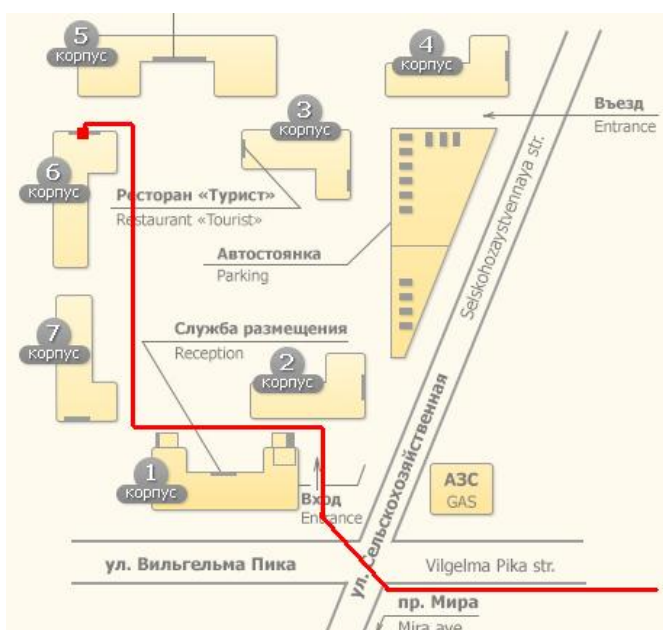 5
корпус
4
корпус
3
корпус
Въезд
Entrance
6
корпус
Ресторан «Турист»
Restaurant «Tourist»
Selskohozaystvennaya str.
Автостоянка
Parking
7
корпус
Служба размещения
Reception
2
корпус
ул. Сельскохозяйственная
1
корпус
Вход
Entrance
АЗС
GAS
ул. Вильгельма Пика
Vilgelma Pika str.
пр. Мира
Mira ave.